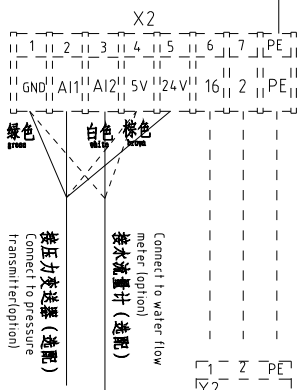 X2
1 2 3 4 5 6 7 PE
GND AI1 AI2 5V 24V 16 2 PE
绿色 白色 棕色
green white brown
接压力变送器（选配）
Connect to pressure
transmitter(option)
接水流量计（选配）
Connect to water flow
meter (option)
1 2 PE
X2